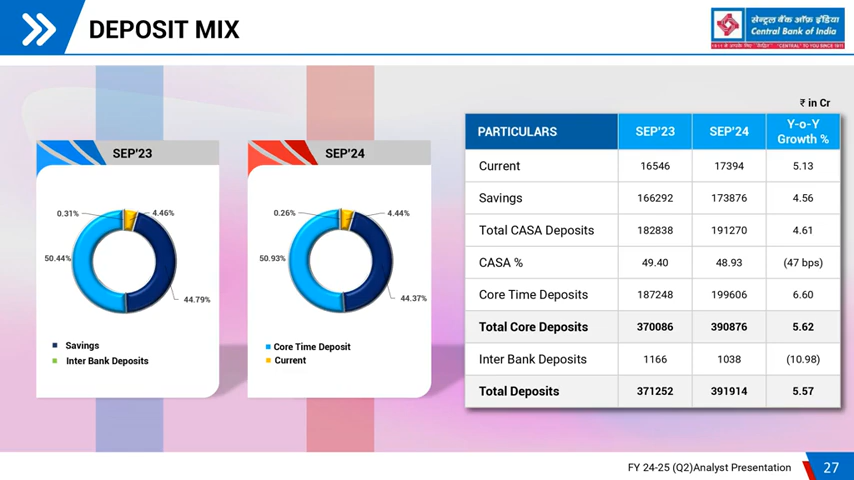 DEPOSIT MIX
सेन्ट्रल बैंक ऑफ़ इंडिया
Central Bank of India
"CENTRAL" TO YOU SINCE 1911
₹ in Cr
SEP'23
0.31%
4.46%
50.44%
44.79%
Savings
Inter Bank Deposits
SEP'24
0.26%
4.44%
50.93%
44.37%
Core Time Deposit
Current
PARTICULARS SEP'23 SEP'24 Y-o-Y Growth %
Current 16546 17394 5.13
Savings 166292 173876 4.56
Total CASA Deposits 182838 191270 4.61
CASA % 49.40 48.93 (47 bps)
Core Time Deposits 187248 199606 6.60
Total Core Deposits 370086 390876 5.62
Inter Bank Deposits 1166 1038 (10.98)
Total Deposits 371252 391914 5.57
FY 24-25 (Q2)Analyst Presentation 27